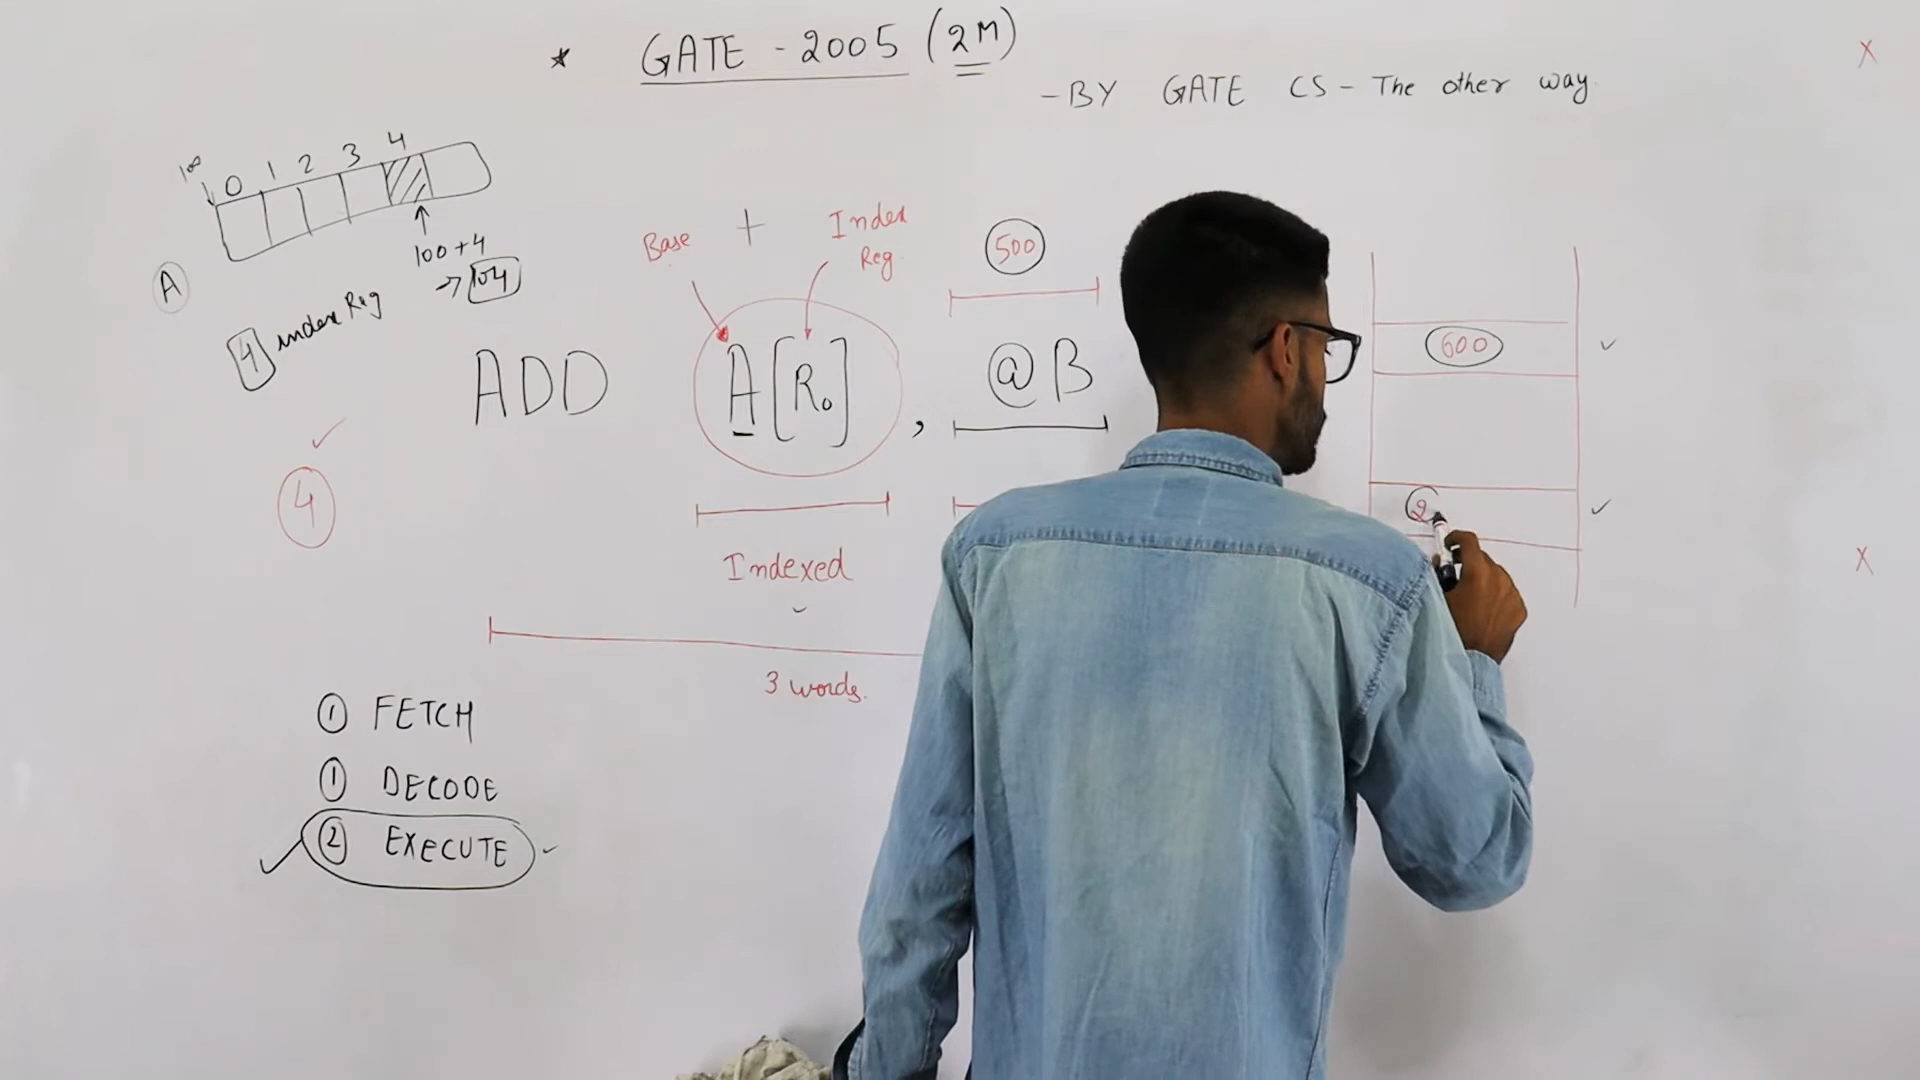 * GATE - 2005 (2M)
- BY GATE CS - The other way
X
100
0 1 2 3 4
100+4
→ 104
A
4 index Reg
Base + Index Reg
500
ADD A[R0], @B
600
4
2
X
Indexed
3 words.
① FETCH
① DECODE
② EXECUTE